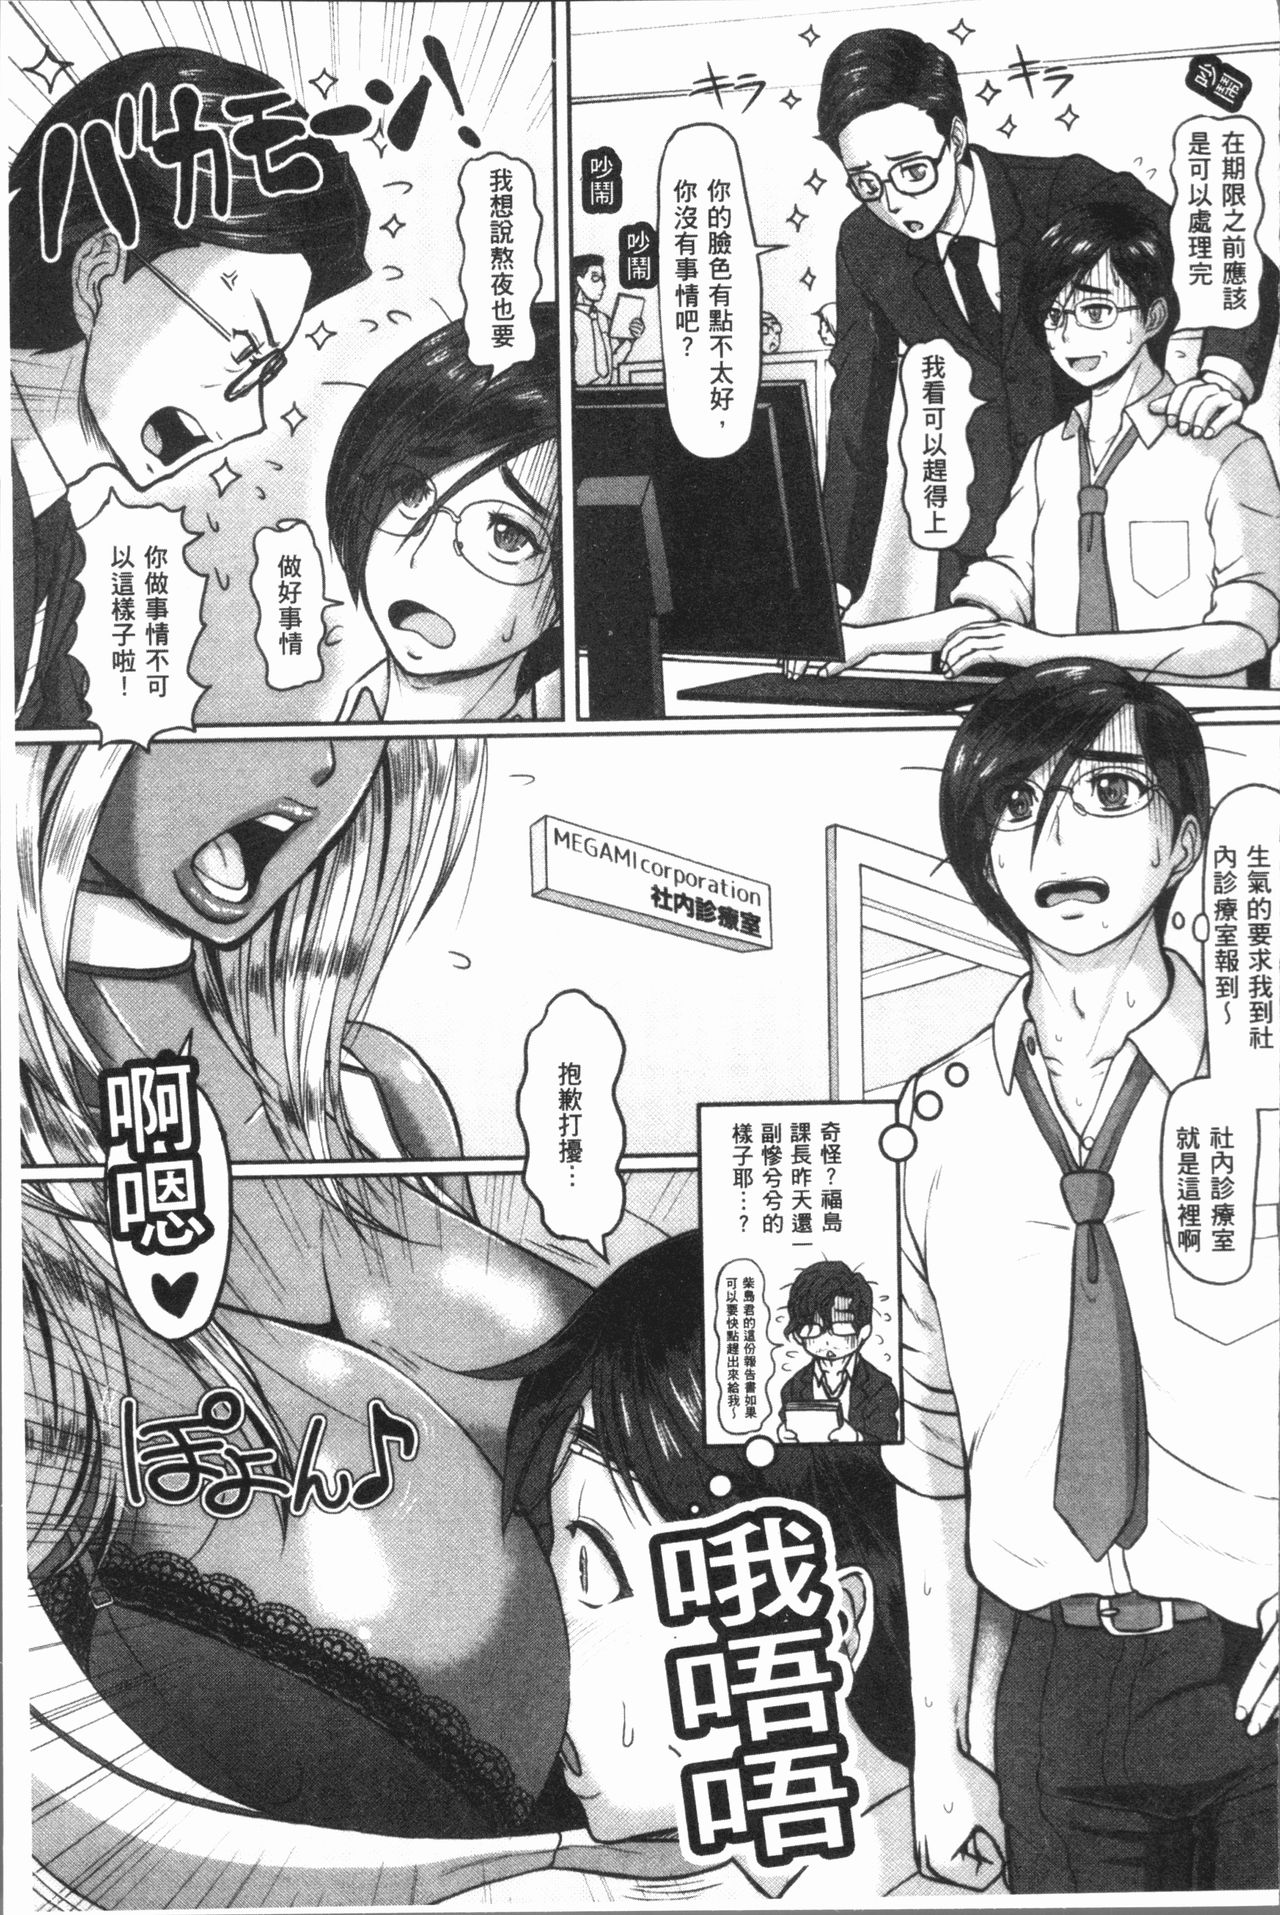 吵鬧
在期限之前應該
是可以處理完
キラ
キラ
我看可以趕得上
你的臉色有點不太好，
你沒有事情吧？
吵鬧
吵鬧
我想說熬夜也要
做好事情
バカモーン！
你做事情不可
以這樣子啦！
生氣的要求我到社
內診療室報到～
社內診療室
就是這裡啊
MEGAMI corporation
社内診療室
奇怪？福島
課長昨天還一
副慘兮兮的
樣子耶…？
柴島君的這份報告書如果
可以要快點趕出來給我～
抱歉打擾…
啊嗯♥
ぽよん♪
哦唔唔